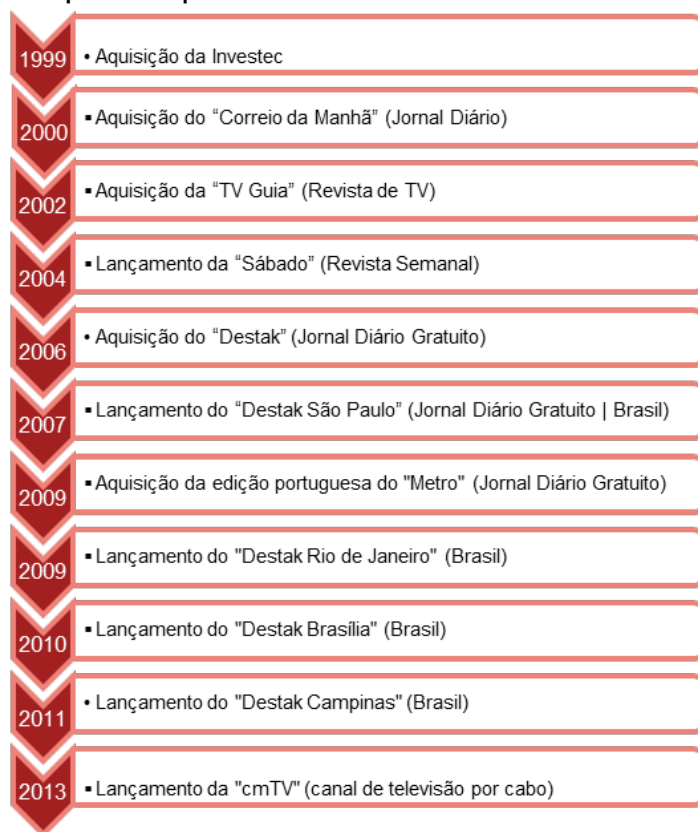 1999
• Aquisição da Investec
2000
▪ Aquisição do “Correio da Manhã” (Jornal Diário)
2002
▪ Aquisição da “TV Guia” (Revista de TV)
2004
▪ Lançamento da “Sábado” (Revista Semanal)
2006
• Aquisição do “Destak” (Jornal Diário Gratuito)
2007
▪ Lançamento do “Destak São Paulo” (Jornal Diário Gratuito | Brasil)
2009
▪ Aquisição da edição portuguesa do "Metro" (Jornal Diário Gratuito)
2009
▪ Lançamento do "Destak Rio de Janeiro" (Brasil)
2010
▪ Lançamento do "Destak Brasília" (Brasil)
2011
• Lançamento do "Destak Campinas" (Brasil)
2013
▪ Lançamento da "cmTV" (canal de televisão por cabo)